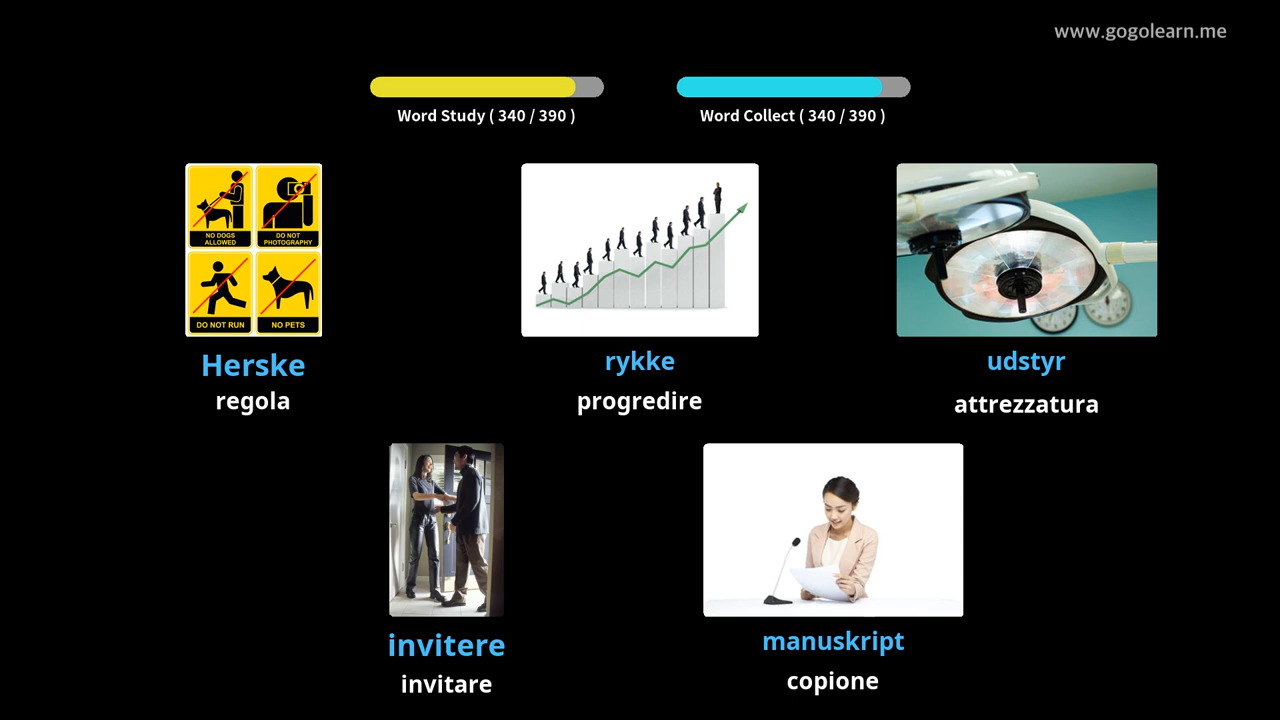 www.gogolearn.me
Word Study ( 340 / 390 )
Word Collect ( 340 / 390 )
NO DOGS
ALLOWED
DO NOT
PHOTOGRAPHY
DO NOT RUN
NO PETS
Herske
regola
rykke
progredire
udstyr
attrezzatura
invitere
invitare
manuskript
copione